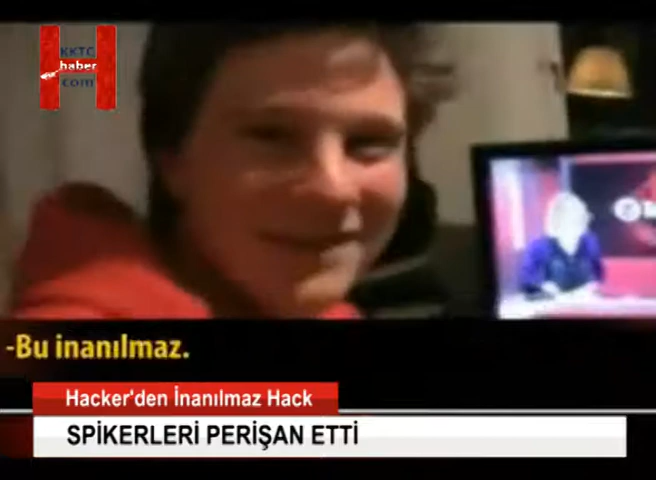 KKTC
haber
com
-Bu inanılmaz.
Hacker'den İnanılmaz Hack
SPİKERLERİ PERİŞAN ETTİ